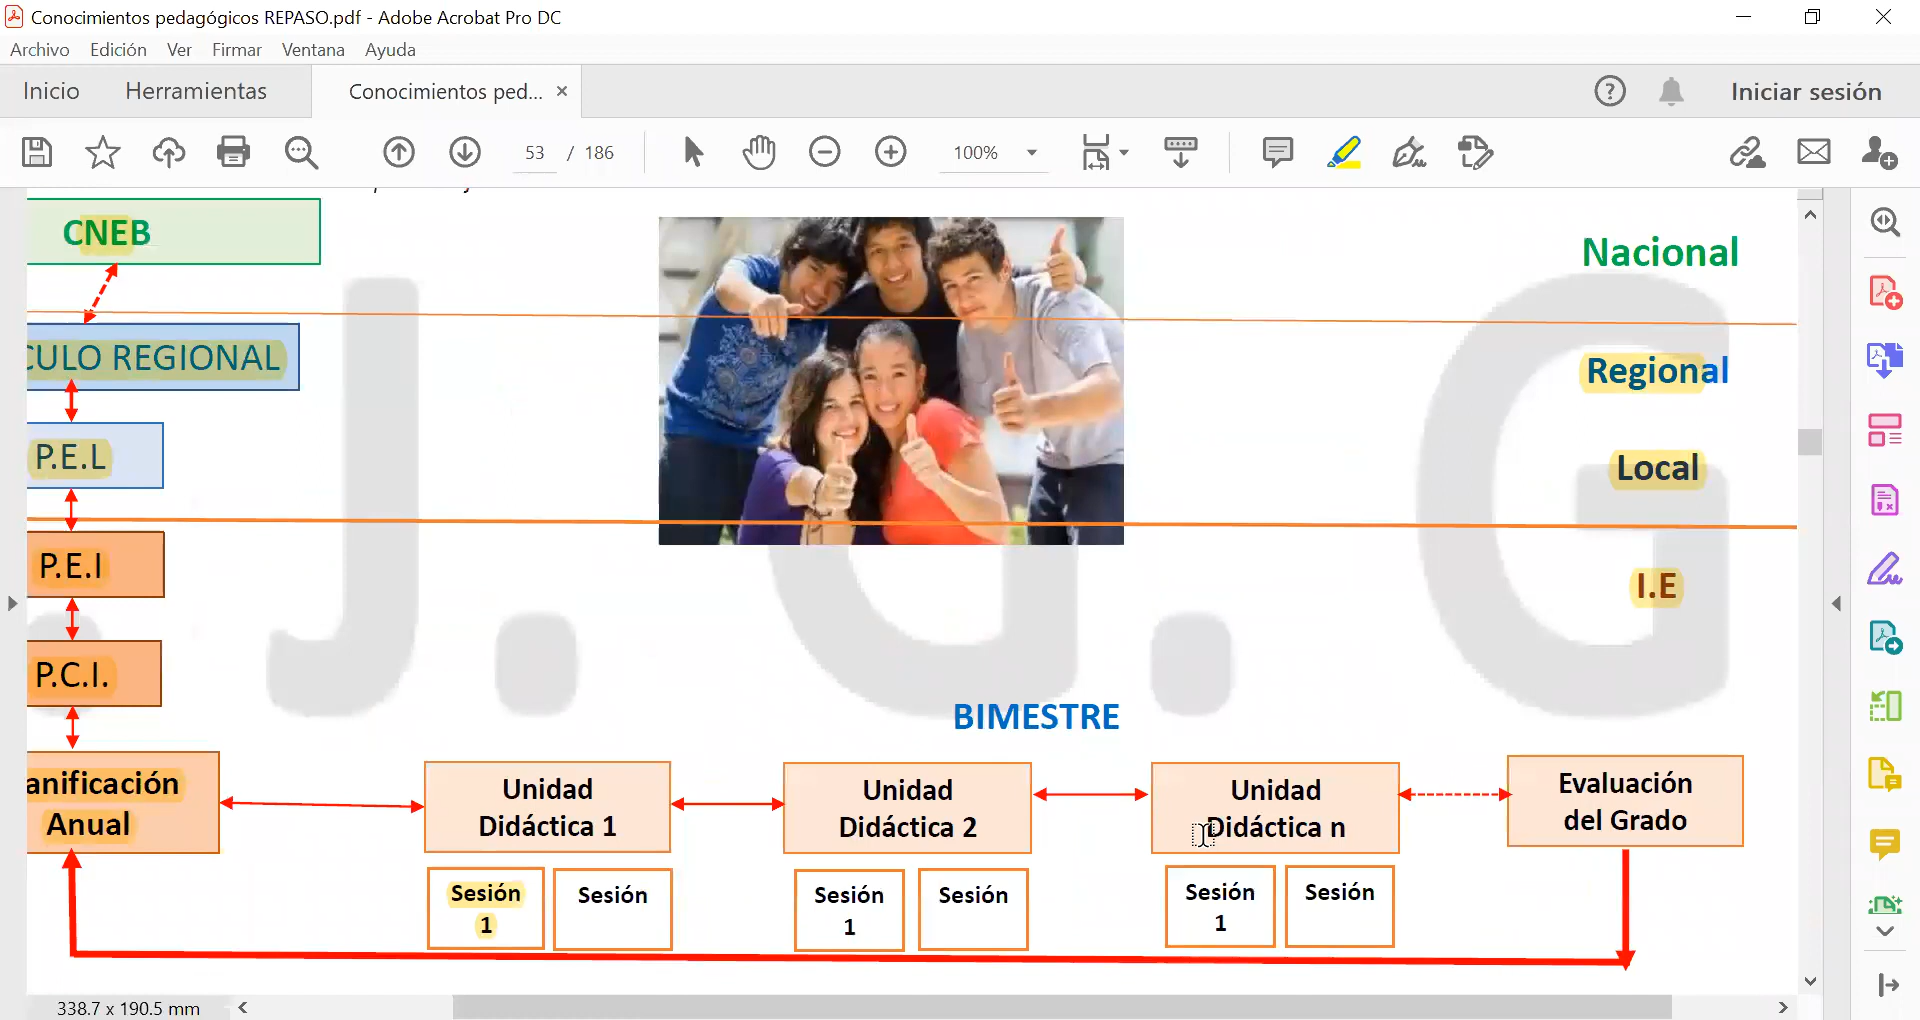 Conocimientos pedagógicos REPASO.pdf - Adobe Acrobat Pro DC
Archivo Edición Ver Firmar Ventana Ayuda
Inicio Herramientas Conocimientos ped... × Iniciar sesión
53 / 186 100%
CNEB
Nacional
CULO REGIONAL
Regional
P.E.L
Local
P.E.I
I.E
P.C.I.
BIMESTRE
anificación
Anual
Unidad
Didáctica 1
Unidad
Didáctica 2
Unidad
Didáctica n
Evaluación
del Grado
Sesión
1
Sesión
Sesión
1
Sesión
Sesión
1
Sesión
J. G. G
338.7 x 190.5 mm